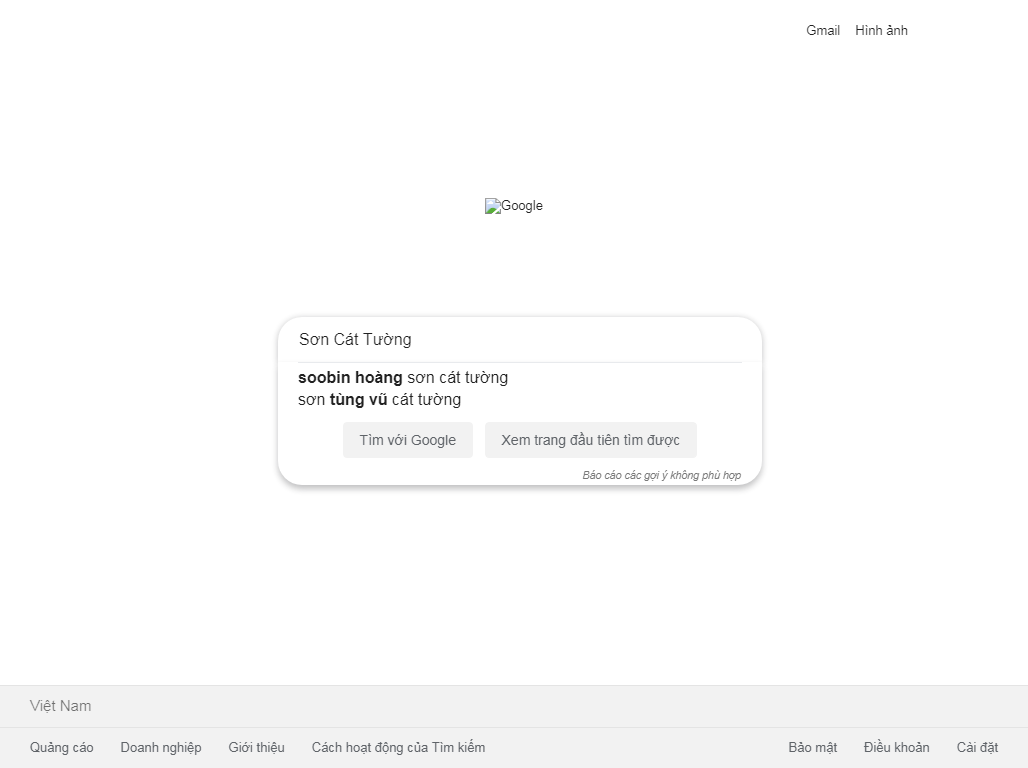 Gmail Hình ảnh
Google
Sơn Cát Tường
soobin hoàng sơn cát tường
sơn tùng vũ cát tường
Tìm với Google Xem trang đầu tiên tìm được
Báo cáo các gợi ý không phù hợp
Việt Nam
Quảng cáo Doanh nghiệp Giới thiệu Cách hoạt động của Tìm kiếm Bảo mật Điều khoản Cài đặt